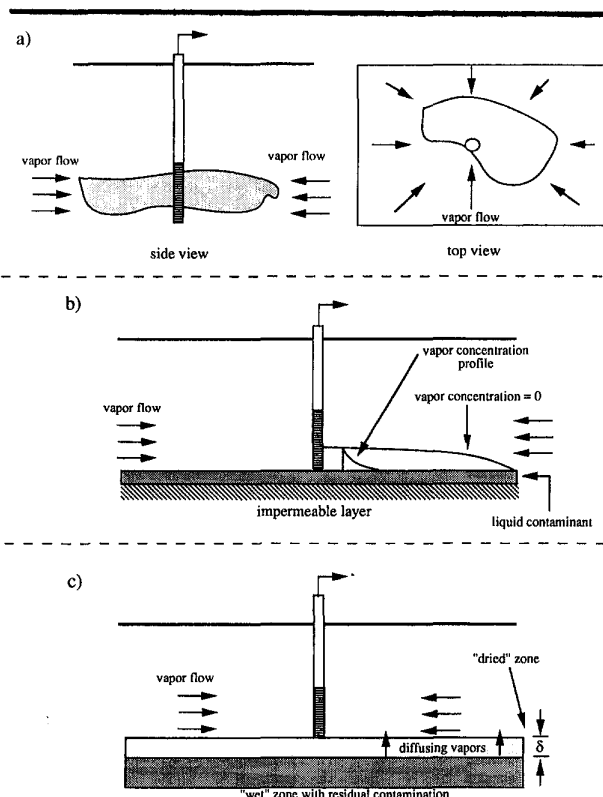 a)
vapor flow
vapor flow
vapor flow
side view
top view
b)
vapor concentration
profile
vapor concentration = 0
vapor flow
impermeable layer
liquid contaminant
c)
"dried" zone
vapor flow
diffusing vapors
δ
"wet" zone with residual contamination